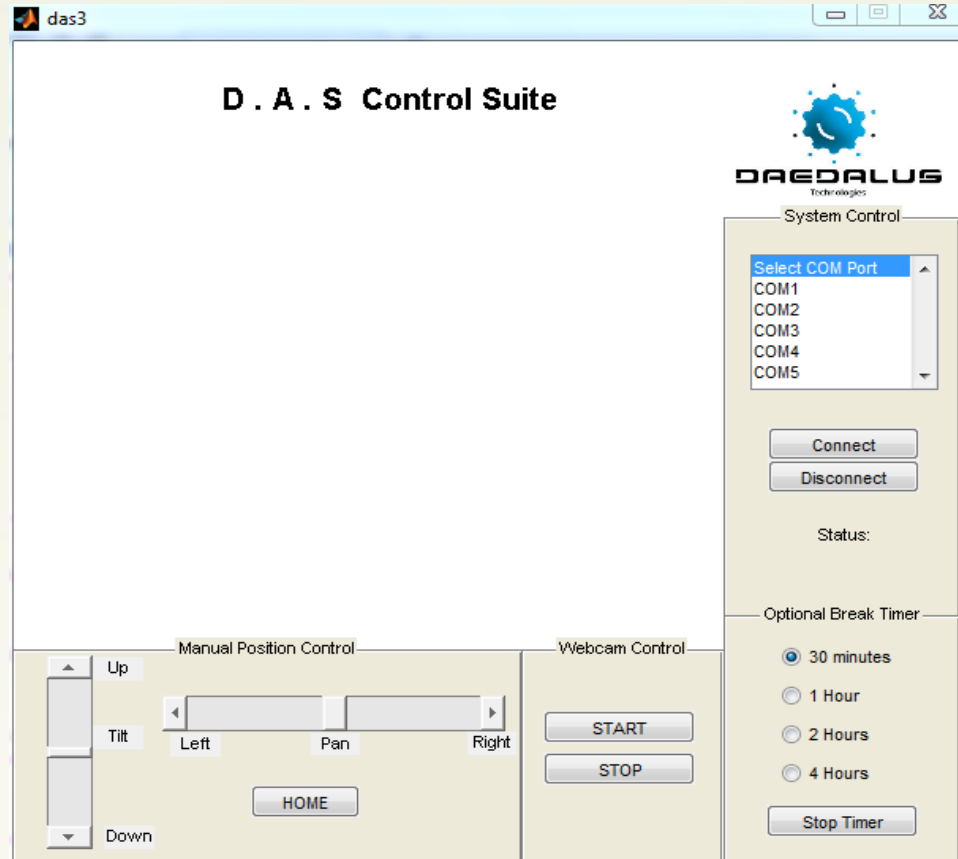 das3
D . A . S Control Suite
DAEDALUS
Technologies
System Control
Select COM Port
COM1
COM2
COM3
COM4
COM5
Connect
Disconnect
Status:
Optional Break Timer
30 minutes
1 Hour
2 Hours
4 Hours
Stop Timer
Manual Position Control
Up
Tilt
Down
Left Pan Right
HOME
Webcam Control
START
STOP